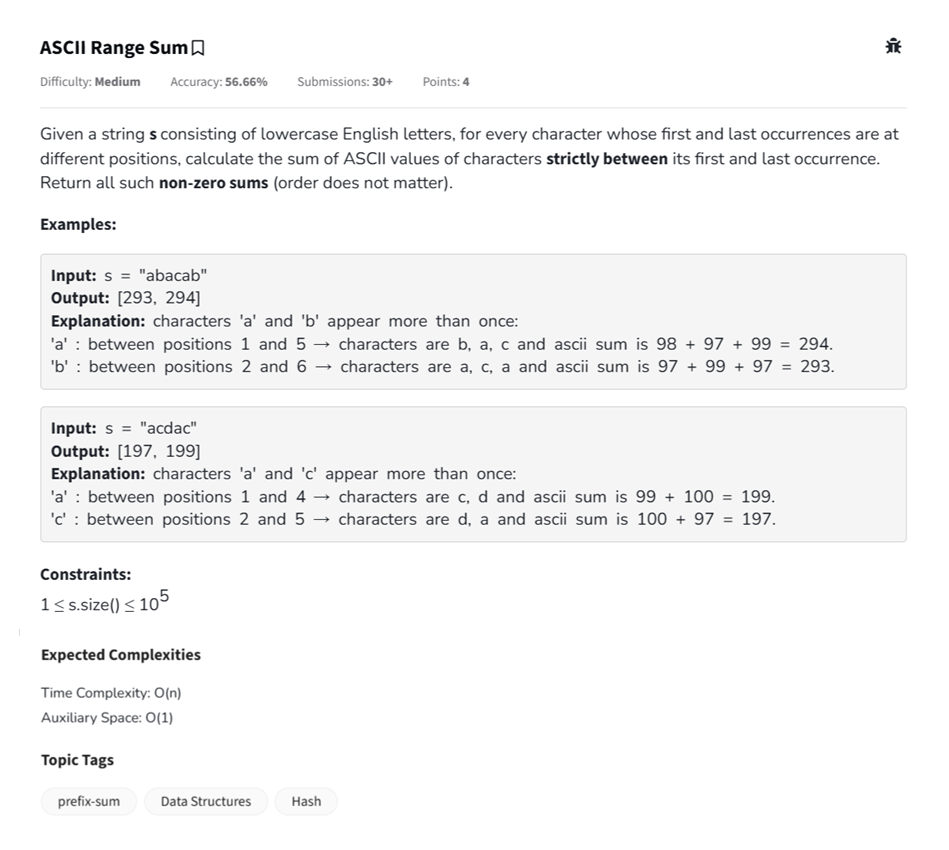 ASCII Range Sum
Difficulty: Medium Accuracy: 56.66% Submissions: 30+ Points: 4
Given a string s consisting of lowercase English letters, for every character whose first and last occurrences are at
different positions, calculate the sum of ASCII values of characters strictly between its first and last occurrence.
Return all such non-zero sums (order does not matter).
Examples:
Input: s = "abacab"
Output: [293, 294]
Explanation: characters 'a' and 'b' appear more than once:
'a' : between positions 1 and 5 → characters are b, a, c and ascii sum is 98 + 97 + 99 = 294.
'b' : between positions 2 and 6 → characters are a, c, a and ascii sum is 97 + 99 + 97 = 293.
Input: s = "acdac"
Output: [197, 199]
Explanation: characters 'a' and 'c' appear more than once:
'a' : between positions 1 and 4 → characters are c, d and ascii sum is 99 + 100 = 199.
'c' : between positions 2 and 5 → characters are d, a and ascii sum is 100 + 97 = 197.
Constraints:
1 ≤ s.size() ≤ 10⁵
Expected Complexities
Time Complexity: O(n)
Auxiliary Space: O(1)
Topic Tags
prefix-sum Data Structures Hash